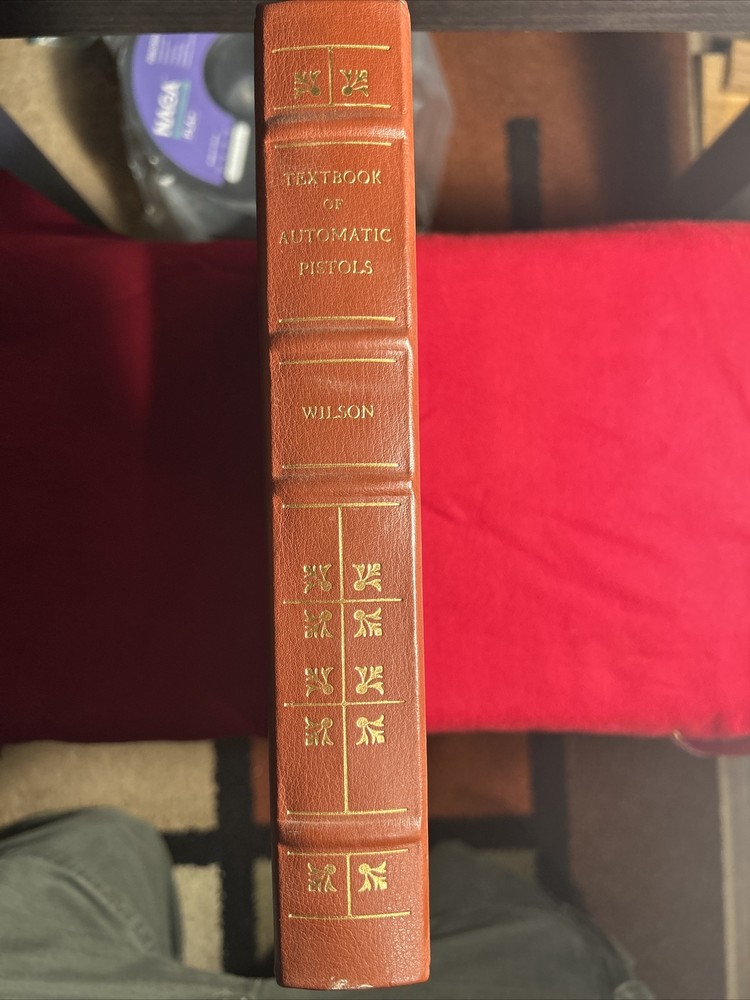 NAGA
TEXTBOOK
OF
AUTOMATIC
PISTOLS
WILSON